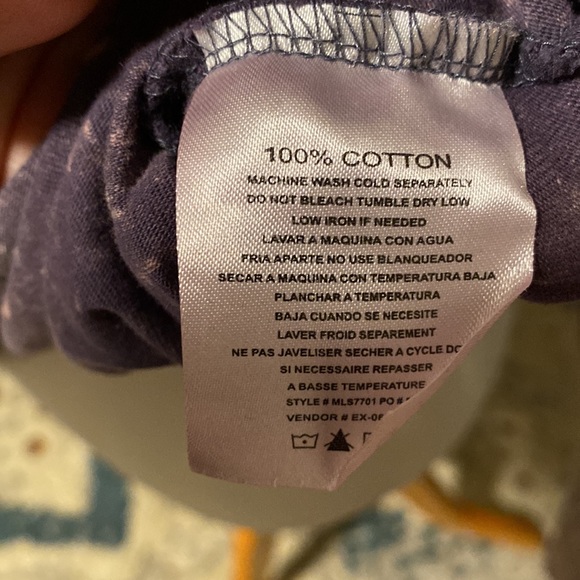 100% COTTON
MACHINE WASH COLD SEPARATELY
DO NOT BLEACH TUMBLE DRY LOW
LOW IRON IF NEEDED
LAVAR A MAQUINA CON AGUA
FRIA APARTE NO USE BLANQUEADOR
SECAR A MAQUINA CON TEMPERATURA BAJA
PLANCHAR A TEMPERATURA
BAJA CUANDO SE NECESITE
LAVER FROID SEPAREMENT
NE PAS JAVELISER SECHER A CYCLE
SI NECESSAIRE REPASSER
A BASSE TEMPERATURE
STYLE # MLS7701 PO #
VENDOR #